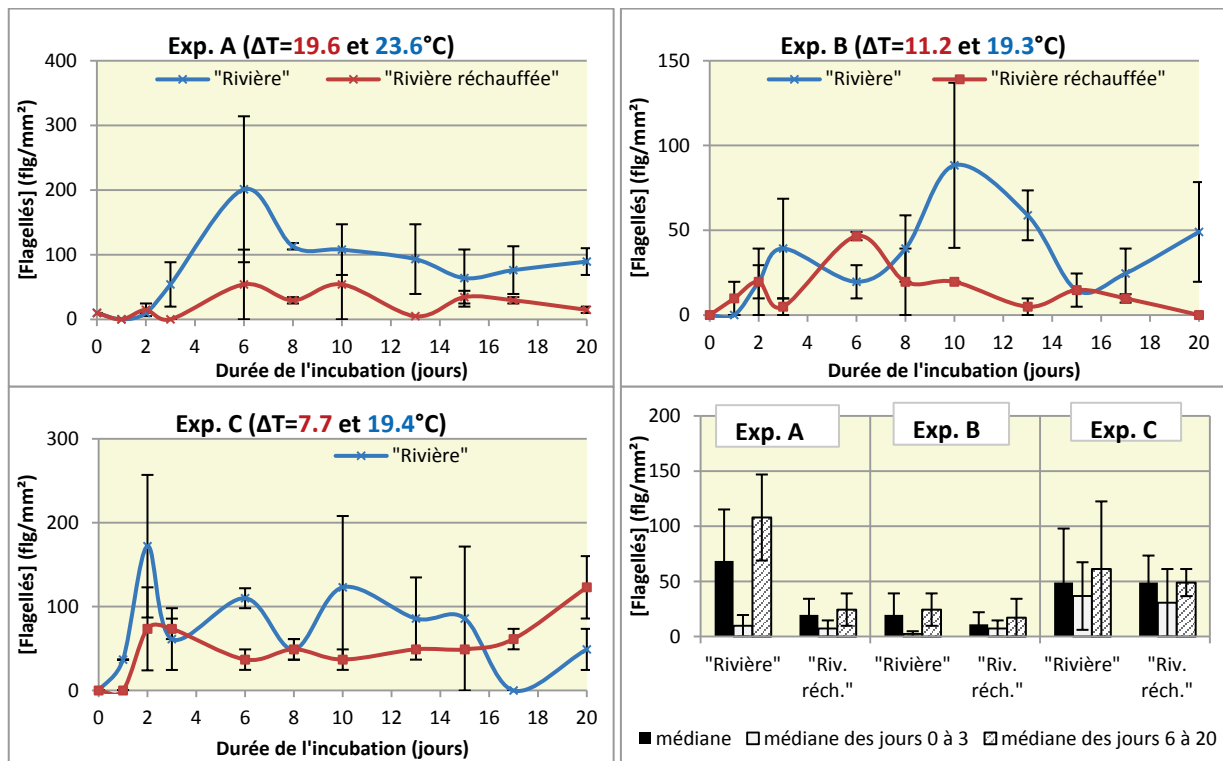 Exp. A (ΔT=19.6 et 23.6°C)
"Rivière" "Rivière réchauffée"
[Flagellés] (flg/mm²)
400
300
200
100
0
0 2 4 6 8 10 12 14 16 18 20
Durée de l'incubation (jours)
Exp. B (ΔT=11.2 et 19.3°C)
"Rivière" "Rivière réchauffée"
[Flagellés] (flg/mm²)
150
100
50
0
0 2 4 6 8 10 12 14 16 18 20
Durée de l'incubation (jours)
Exp. C (ΔT=7.7 et 19.4°C)
"Rivière"
[Flagellés] (flg/mm²)
300
200
100
0
0 2 4 6 8 10 12 14 16 18 20
Durée de l'incubation (jours)
Exp. A Exp. B Exp. C
[Flagellés] (flg/mm²)
200
150
100
50
0
"Rivière" "Riv. "Rivière" "Riv. "Rivière" "Riv.
réch." réch." réch."
médiane médiane des jours 0 à 3 médiane des jours 6 à 20